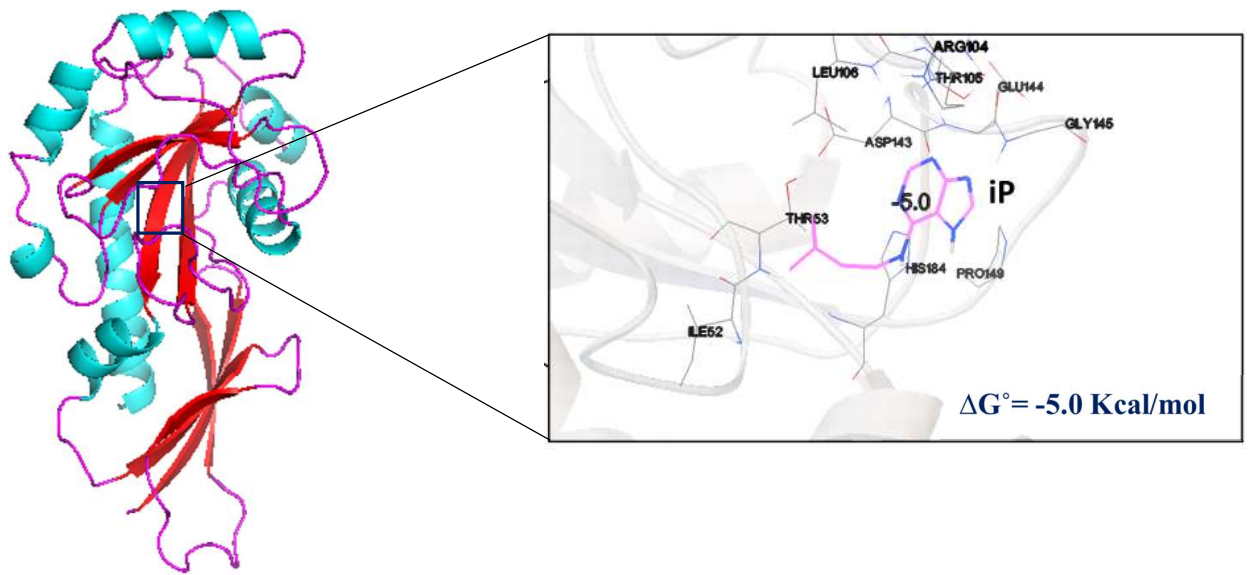 ARG104
LEU106
THR105
GLU144
GLY145
ASP143
iP
-5.0
THR53
HIS184
PRO149
ILE52
ΔG°= -5.0 Kcal/mol